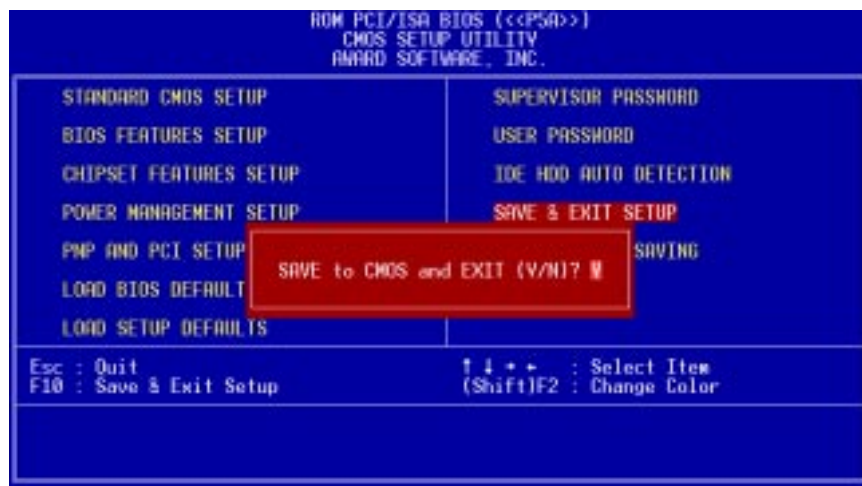 ROM PCI/ISA BIOS (<<P5A>>)
CMOS SETUP UTILITY
AWARD SOFTWARE, INC.
STANDARD CMOS SETUP
BIOS FEATURES SETUP
CHIPSET FEATURES SETUP
POWER MANAGEMENT SETUP
PNP AND PCI SETUP
LOAD BIOS DEFAULT
LOAD SETUP DEFAULTS
SUPERVISOR PASSWORD
USER PASSWORD
IDE HDD AUTO DETECTION
SAVE & EXIT SETUP
SAVING
SAVE to CMOS and EXIT (Y/N)? Y
Esc : Quit
F10 : Save & Exit Setup
↑ ↓ → ← : Select Item
(Shift)F2 : Change Color